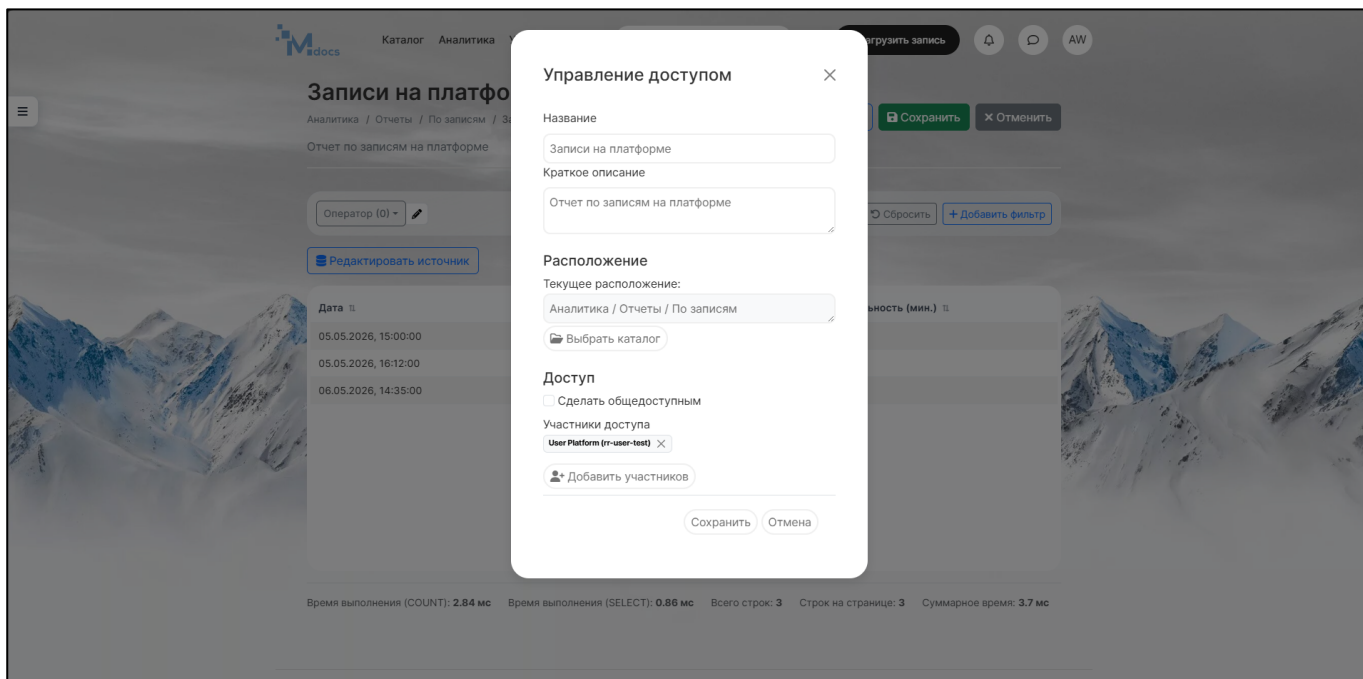 Mdocs
Каталог Аналитика
агрузить запись
AW
Управление доступом
Записи на платфо
Аналитика / Отчеты / По записям / За
Сохранить
Отменить
Отчет по записям на платформе
Название
Записи на платформе
Краткое описание
Отчет по записям на платформе
Оператор (0)
Сбросить
+ Добавить фильтр
Редактировать источник
Расположение
Текущее расположение:
Аналитика / Отчеты / По записям
Выбрать каталог
Дата
ьность (мин.)
05.05.2026, 15:00:00
05.05.2026, 16:12:00
06.05.2026, 14:35:00
Доступ
Сделать общедоступным
Участники доступа
User Platform (rr-user-test)
Добавить участников
Сохранить
Отмена
Время выполнения (COUNT): 2.84 мс Время выполнения (SELECT): 0.86 мс Всего строк: 3 Строк на странице: 3 Суммарное время: 3.7 мс